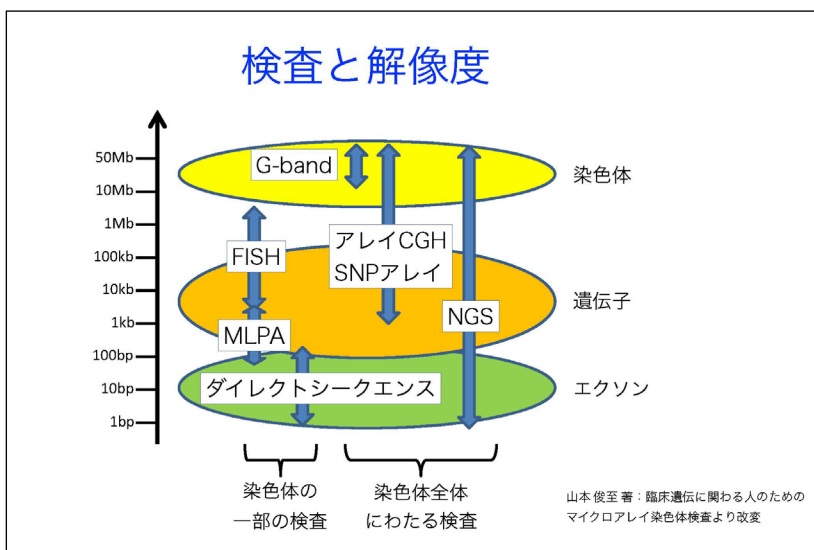 検査と解像度
50Mb
10Mb
1Mb
100kb
10kb
1kb
100bp
10bp
1bp
G-band
FISH
アレイCGH
SNPアレイ
MLPA
NGS
ダイレクトシークエンス
染色体
遺伝子
エクソン
染色体の
一部の検査
染色体全体
にわたる検査
山本 俊至 著：臨床遺伝に関わる人のための
マイクロアレイ染色体検査より改変